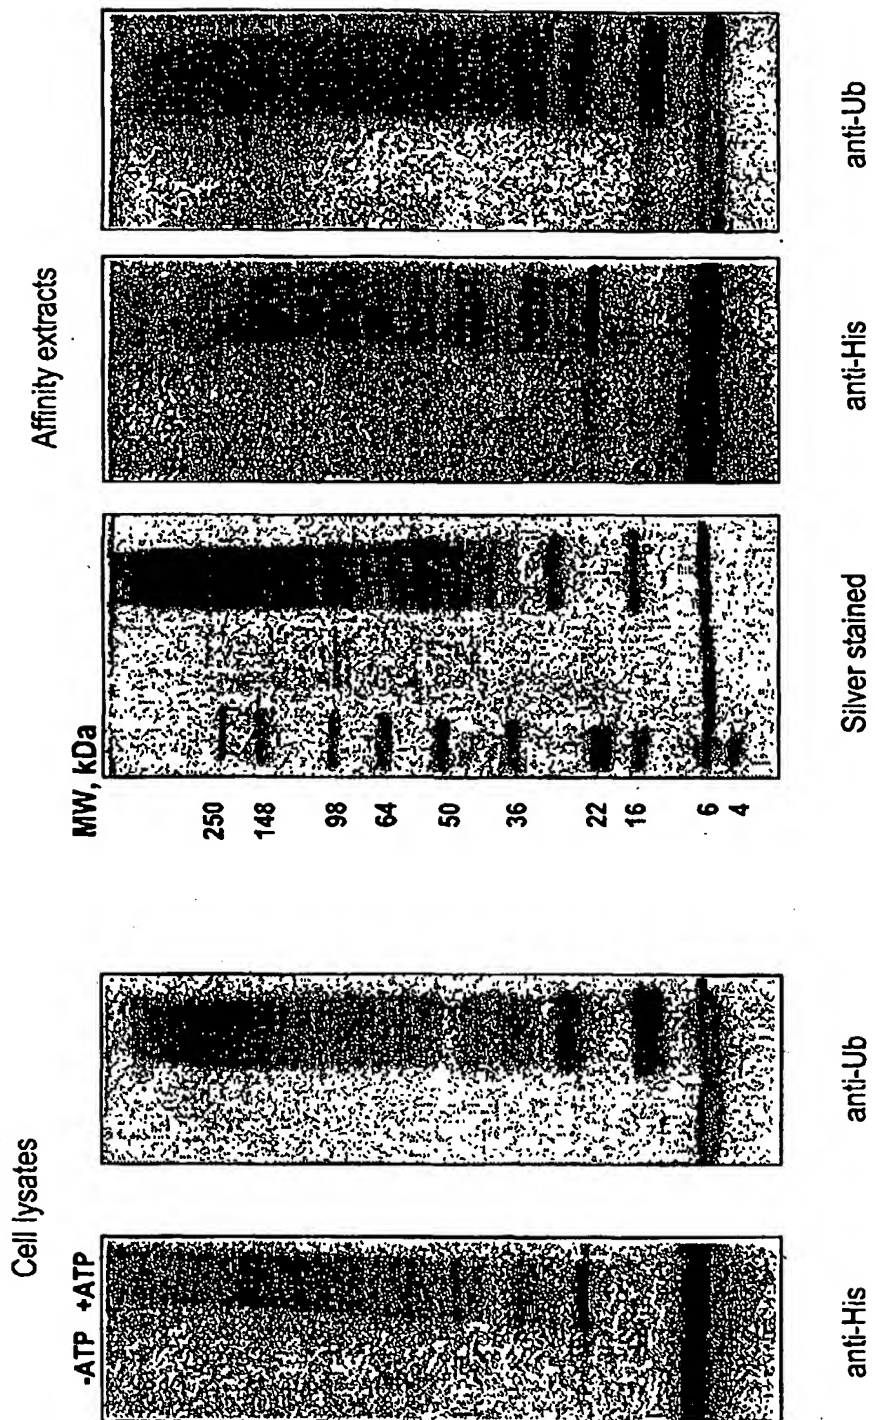 Cell lysates
Affinity extracts
-ATP +ATP
MW, kDa
250
148
98
64
50
36
22
16
6
4
anti-His
anti-Ub
Silver stained
anti-His
anti-Ub